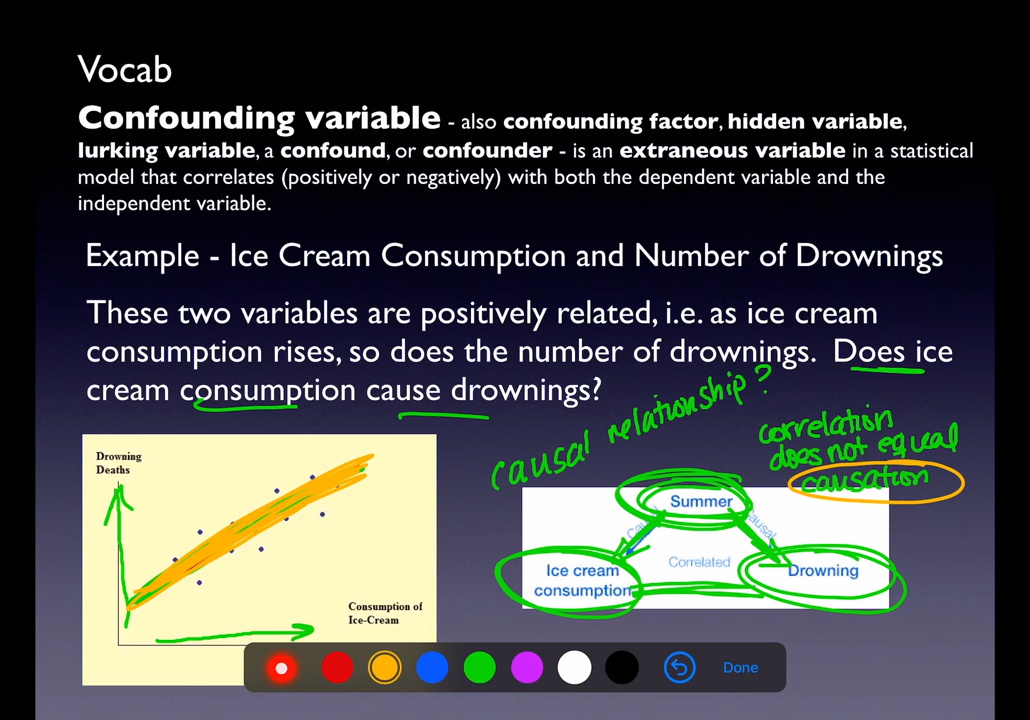 Vocab
Confounding variable - also confounding factor, hidden variable,
lurking variable, a confound, or confounder - is an extraneous variable in a statistical
model that correlates (positively or negatively) with both the dependent variable and the
independent variable.
Example - Ice Cream Consumption and Number of Drownings
These two variables are positively related, i.e. as ice cream
consumption rises, so does the number of drownings. Does ice
cream consumption cause drownings?
causal relationship?
correlation
does not equal
causation
Drowning
Deaths
Consumption of
Ice-Cream
Summer
Causal
Causal
Correlated
Ice cream
consumption
Drowning
Done